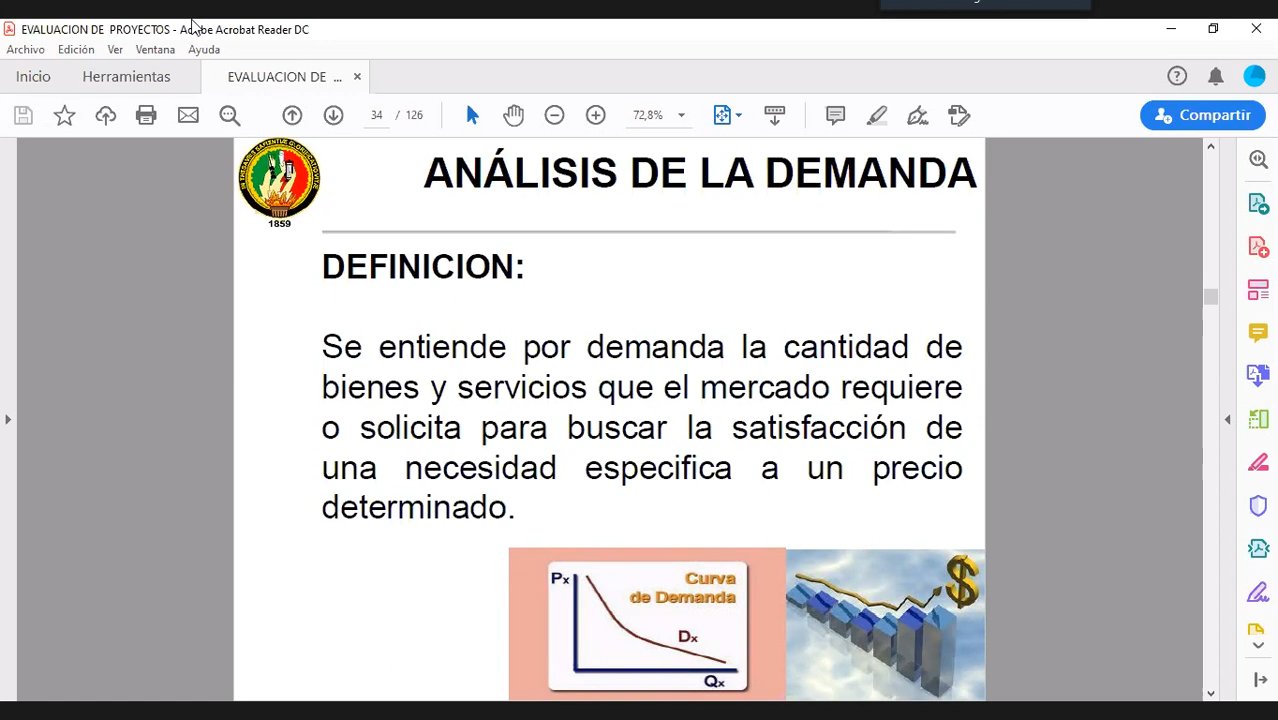 EVALUACION DE PROYECTOS - Adobe Acrobat Reader DC
Archivo Edición Ver Ventana Ayuda
Inicio Herramientas EVALUACION DE ... ×
34 / 126 72,8% Compartir
ANÁLISIS DE LA DEMANDA
1859
DEFINICION:
Se entiende por demanda la cantidad de
bienes y servicios que el mercado requiere
o solicita para buscar la satisfacción de
una necesidad especifica a un precio
determinado.
Px Curva
de Demanda
Dx
Qx
$